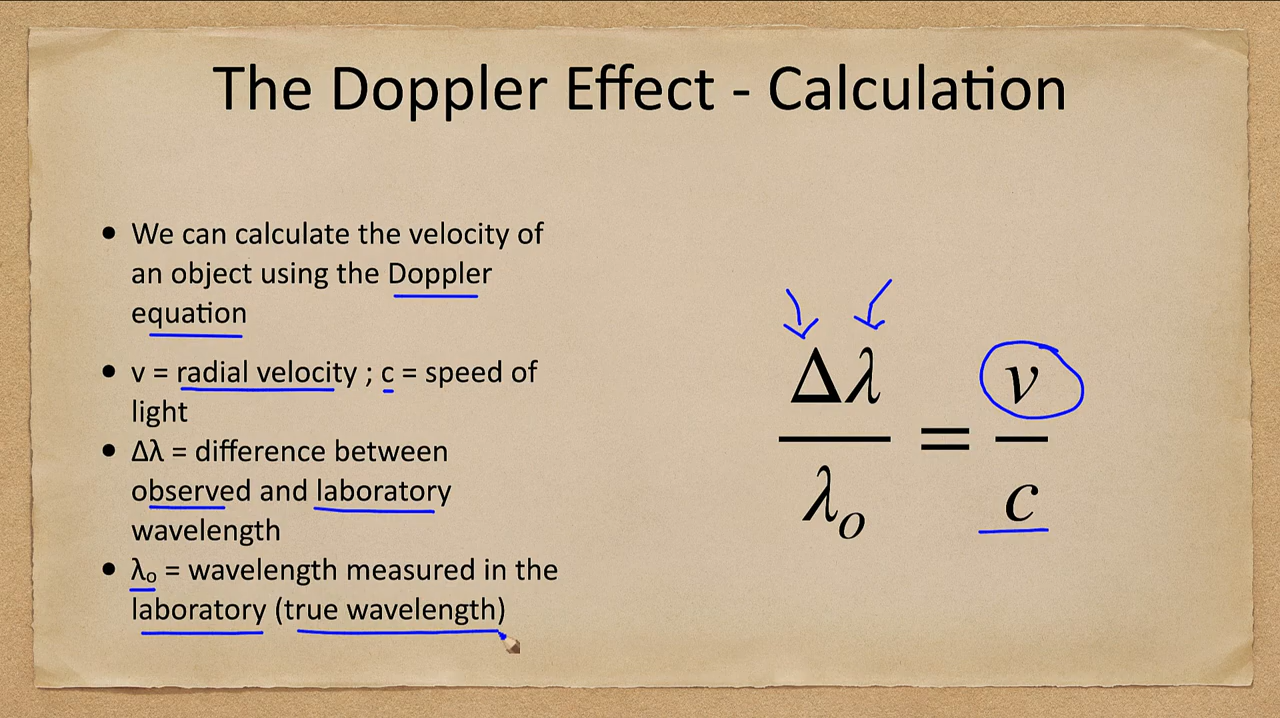 The Doppler Effect - Calculation
• We can calculate the velocity of
an object using the Doppler
equation
• v = radial velocity ; c = speed of
light
• Δλ = difference between
observed and laboratory
wavelength
• λₒ = wavelength measured in the
laboratory (true wavelength)
Δλ / λₒ = v / c